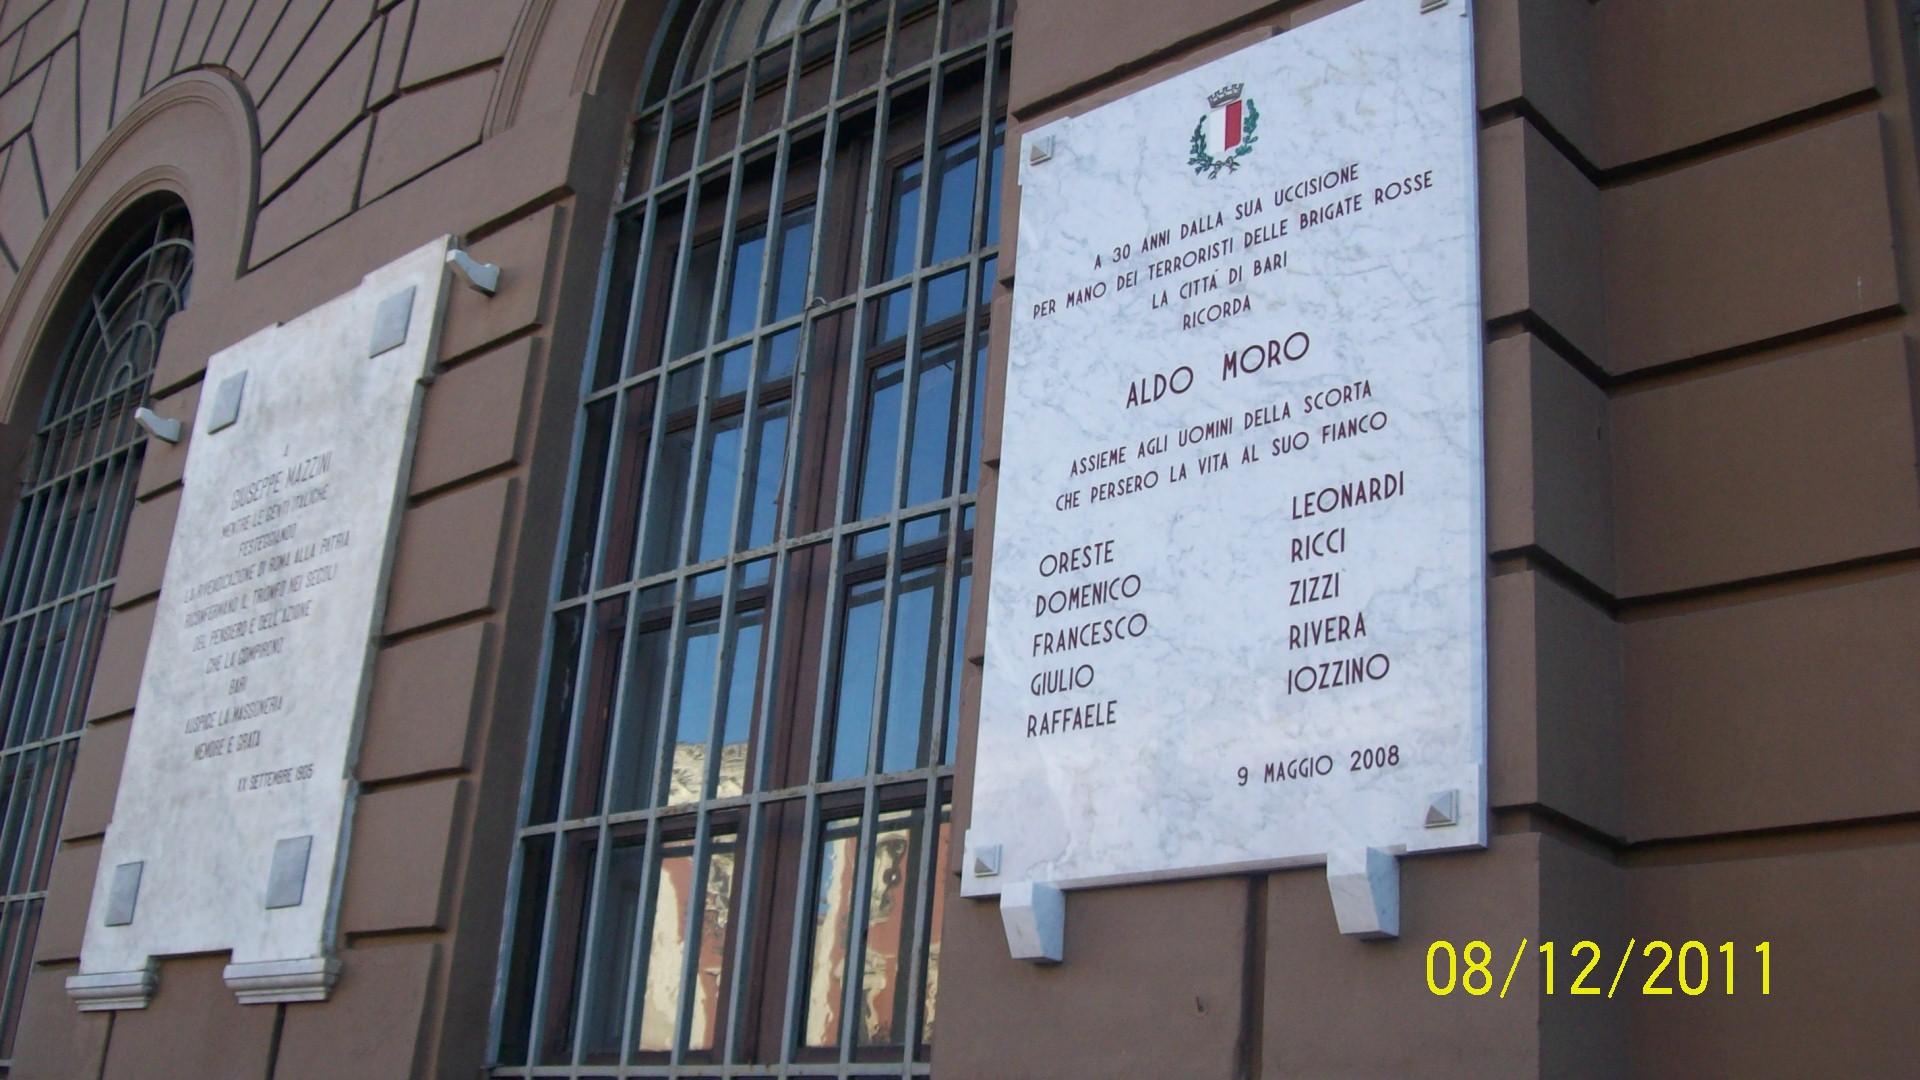 A
GIUSEPPE MAZZINI
MENTRE LE GENTI ITALICHE
FESTEGGIANDO
LA RIVENDICAZIONE DI ROMA ALLA PATRIA
RICONFERMANO IL TRIONFO NEI SECOLI
DEL PENSIERO E DELL'AZIONE
CHE LA COMPIRONO
BARI
AUSPICE LA MASSONERIA
MEMORE E GRATA
XX SETTEMBRE 1905
A 30 ANNI DALLA SUA UCCISIONE
PER MANO DEI TERRORISTI DELLE BRIGATE ROSSE
LA CITTÁ DI BARI
RICORDA
ALDO MORO
ASSIEME AGLI UOMINI DELLA SCORTA
CHE PERSERO LA VITA AL SUO FIANCO
ORESTE LEONARDI
DOMENICO RICCI
FRANCESCO ZIZZI
GIULIO RIVERA
RAFFAELE IOZZINO
9 MAGGIO 2008
08/12/2011